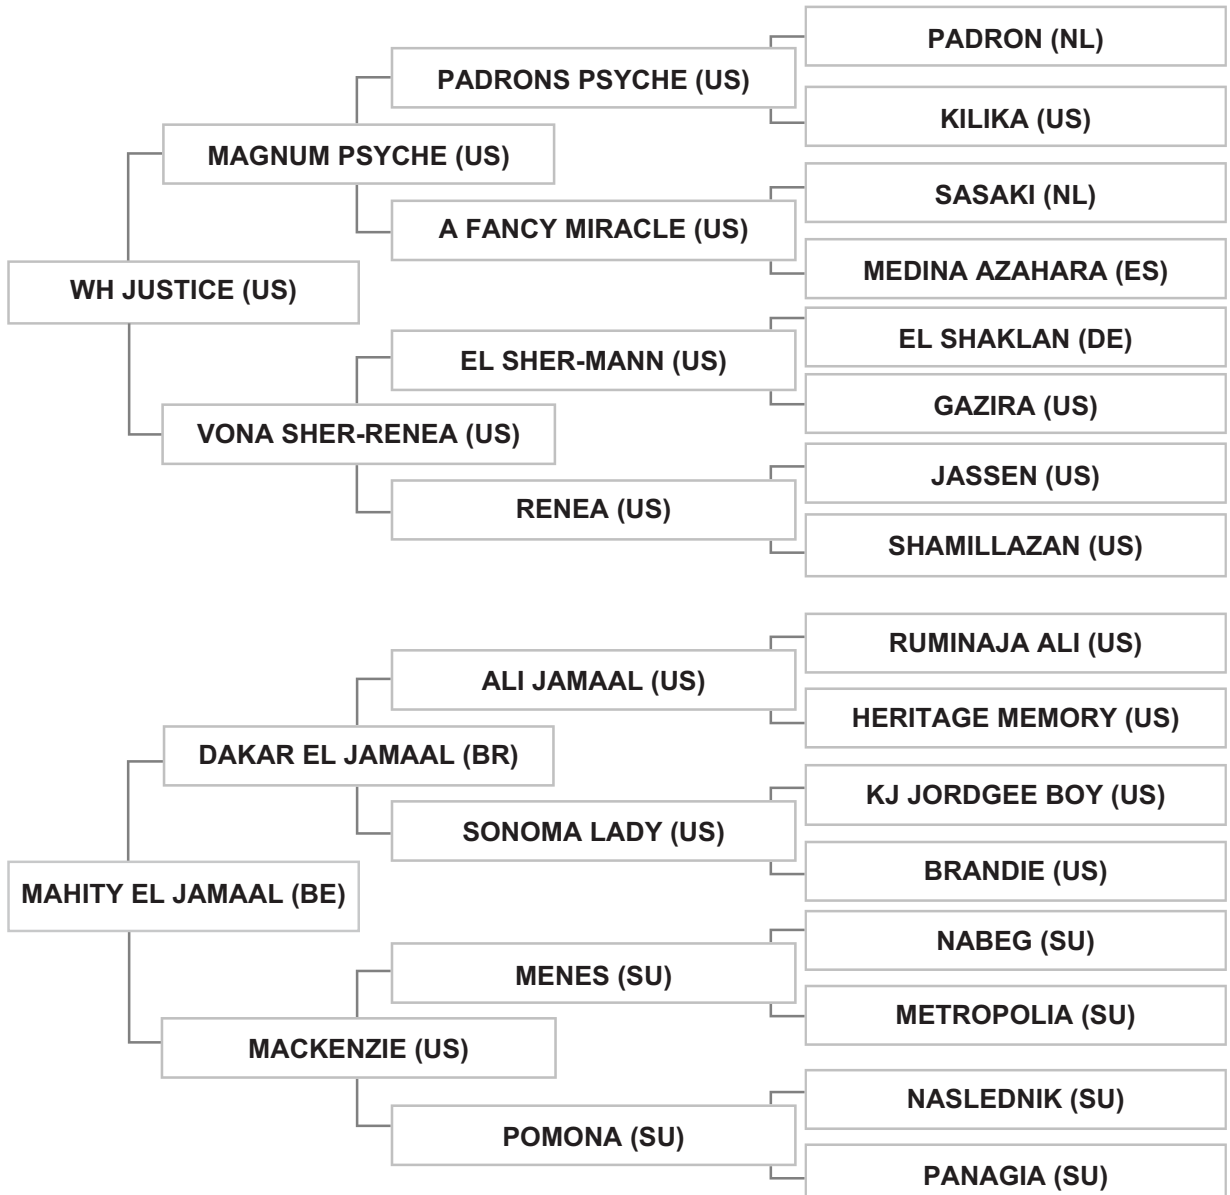 PADRON (NL)
PADRONS PSYCHE (US)
KILIKA (US)
MAGNUM PSYCHE (US)
SASAKI (NL)
A FANCY MIRACLE (US)
MEDINA AZAHARA (ES)
WH JUSTICE (US)
EL SHAKLAN (DE)
EL SHER-MANN (US)
GAZIRA (US)
VONA SHER-RENEA (US)
JASSEN (US)
RENEA (US)
SHAMILLAZAN (US)
RUMINAJA ALI (US)
ALI JAMAAL (US)
HERITAGE MEMORY (US)
DAKAR EL JAMAAL (BR)
KJ JORDGEE BOY (US)
SONOMA LADY (US)
BRANDIE (US)
MAHITY EL JAMAAL (BE)
NABEG (SU)
MENES (SU)
METROPOLIA (SU)
MACKENZIE (US)
NASLEDNIK (SU)
POMONA (SU)
PANAGIA (SU)